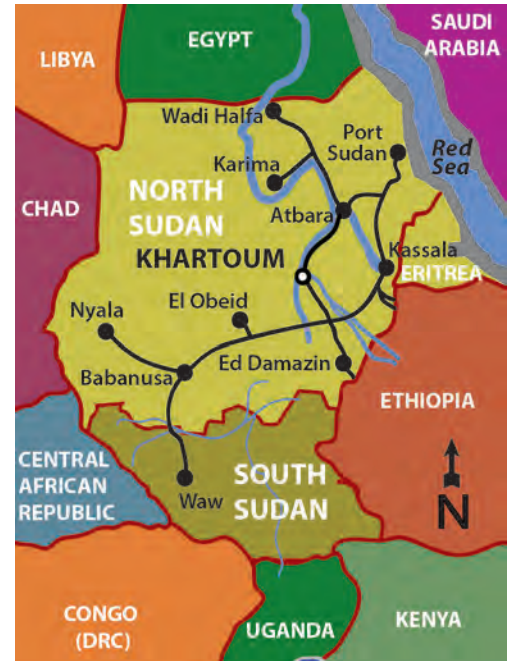 SAUDI
ARABIA
EGYPT
LIBYA
Wadi Halfa
Port
Sudan
Red
Sea
Karima
NORTH
SUDAN
CHAD
Atbara
KHARTOUM
Kassala
ERITREA
Nyala
El Obeid
Ed Damazin
Babanusa
ETHIOPIA
CENTRAL
AFRICAN
REPUBLIC
Waw
SOUTH
SUDAN
N
CONGO
(DRC)
UGANDA
KENYA